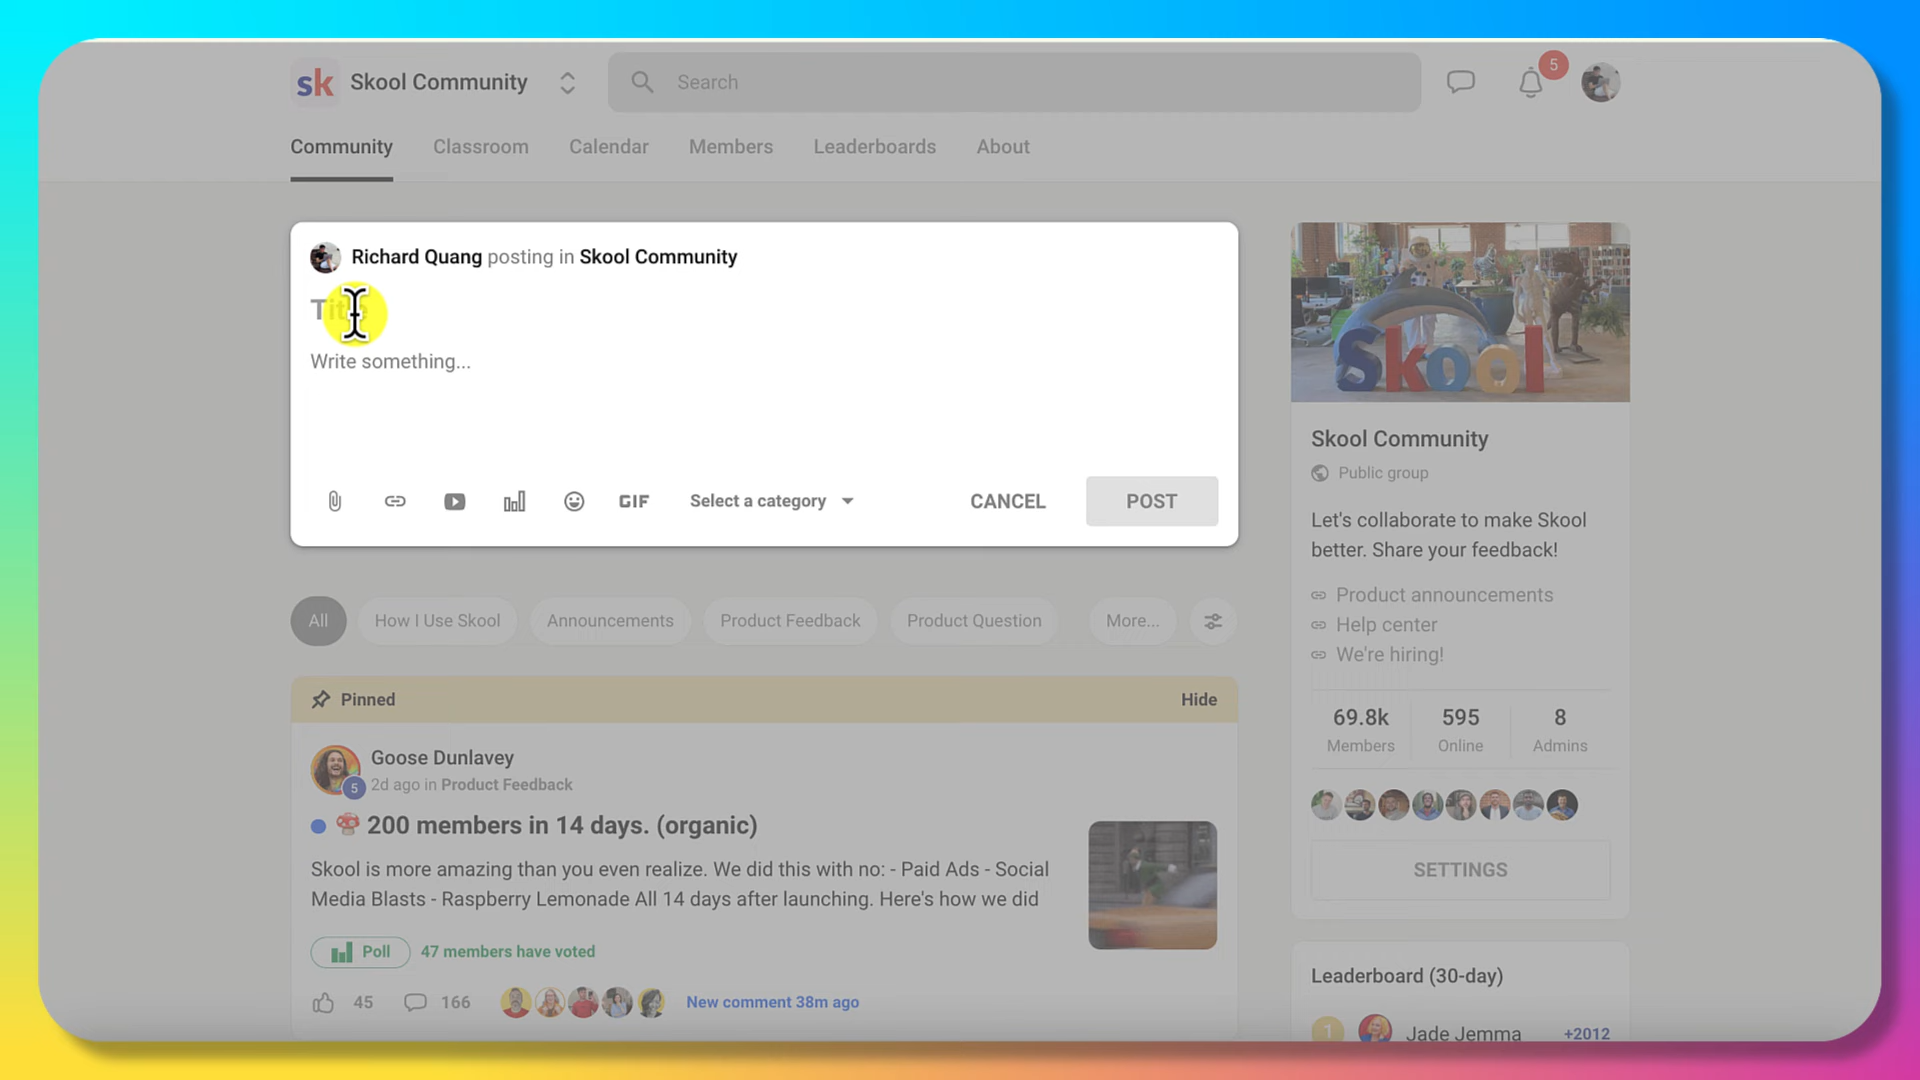 sk Skool Community
Search
5
Community Classroom Calendar Members Leaderboards About
Richard Quang posting in Skool Community
Title
Write something...
GIF Select a category CANCEL POST
Skool
Skool Community
Public group
Let's collaborate to make Skool
better. Share your feedback!
Product announcements
Help center
We're hiring!
69.8k 595 8
Members Online Admins
SETTINGS
All How I Use Skool Announcements Product Feedback Product Question More...
Pinned Hide
Goose Dunlavey
5 2d ago in Product Feedback
200 members in 14 days. (organic)
Skool is more amazing than you even realize. We did this with no: - Paid Ads - Social
Media Blasts - Raspberry Lemonade All 14 days after launching. Here's how we did
Poll 47 members have voted
45 166 New comment 38m ago
Leaderboard (30-day)
1 Jade Jemma +2012